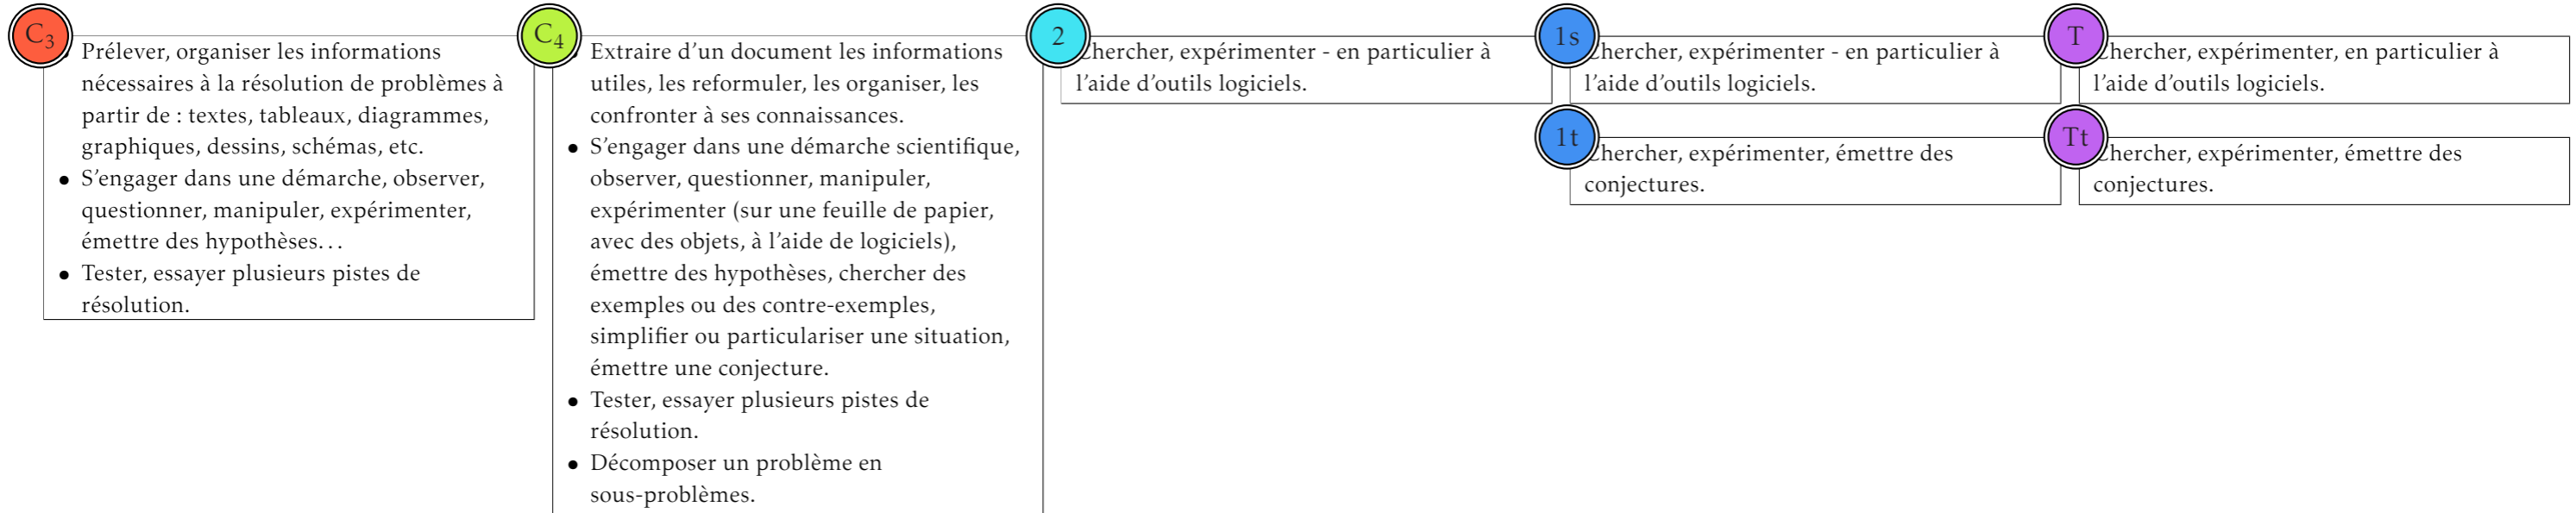 C3
Prélever, organiser les informations
nécessaires à la résolution de problèmes à
partir de : textes, tableaux, diagrammes,
graphiques, dessins, schémas, etc.
• S'engager dans une démarche, observer,
questionner, manipuler, expérimenter,
émettre des hypothèses...
• Tester, essayer plusieurs pistes de
résolution.
C4
Extraire d'un document les informations
utiles, les reformuler, les organiser, les
confronter à ses connaissances.
• S'engager dans une démarche scientifique,
observer, questionner, manipuler,
expérimenter (sur une feuille de papier,
avec des objets, à l'aide de logiciels),
émettre des hypothèses, chercher des
exemples ou des contre-exemples,
simplifier ou particulariser une situation,
émettre une conjecture.
• Tester, essayer plusieurs pistes de
résolution.
• Décomposer un problème en
sous-problèmes.
2
Chercher, expérimenter - en particulier à
l'aide d'outils logiciels.
1s
Chercher, expérimenter - en particulier à
l'aide d'outils logiciels.
1t
Chercher, expérimenter, émettre des
conjectures.
T
Chercher, expérimenter, en particulier à
l'aide d'outils logiciels.
Tt
Chercher, expérimenter, émettre des
conjectures.